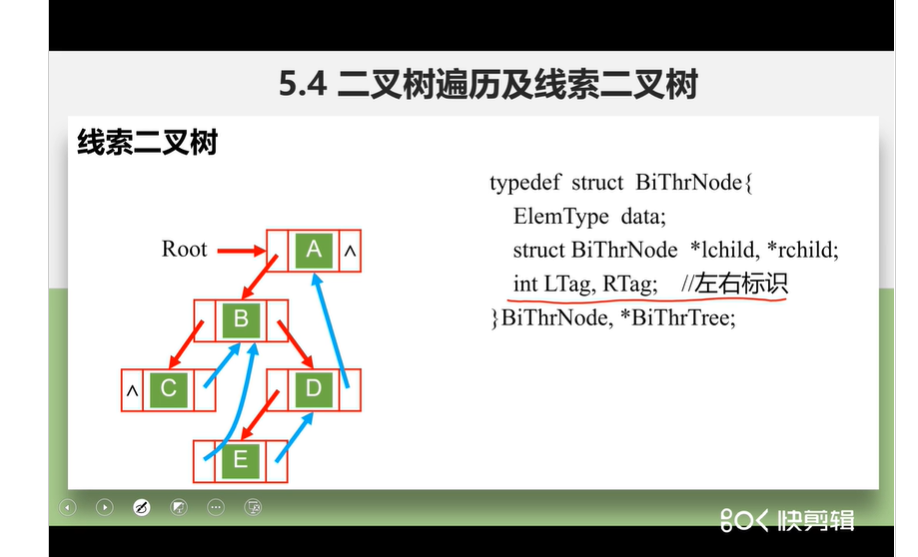 5.4 二叉树遍历及线索二叉树
线索二叉树
typedef struct BiThrNode{
ElemType data;
struct BiThrNode *lchild, *rchild;
int LTag, RTag; //左右标识
}BiThrNode, *BiThrTree;
Root
A ∧
B
∧ C
D
E
快剪辑